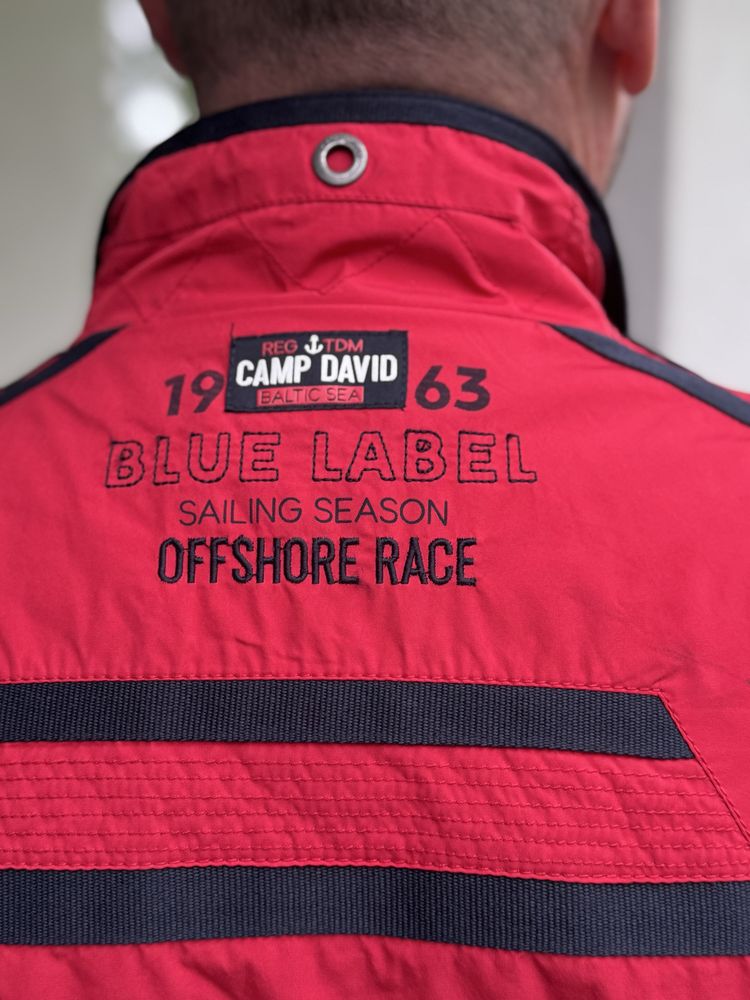 REG TDM
19 CAMP DAVID 63
BALTIC SEA
BLUE LABEL
SAILING SEASON
OFFSHORE RACE